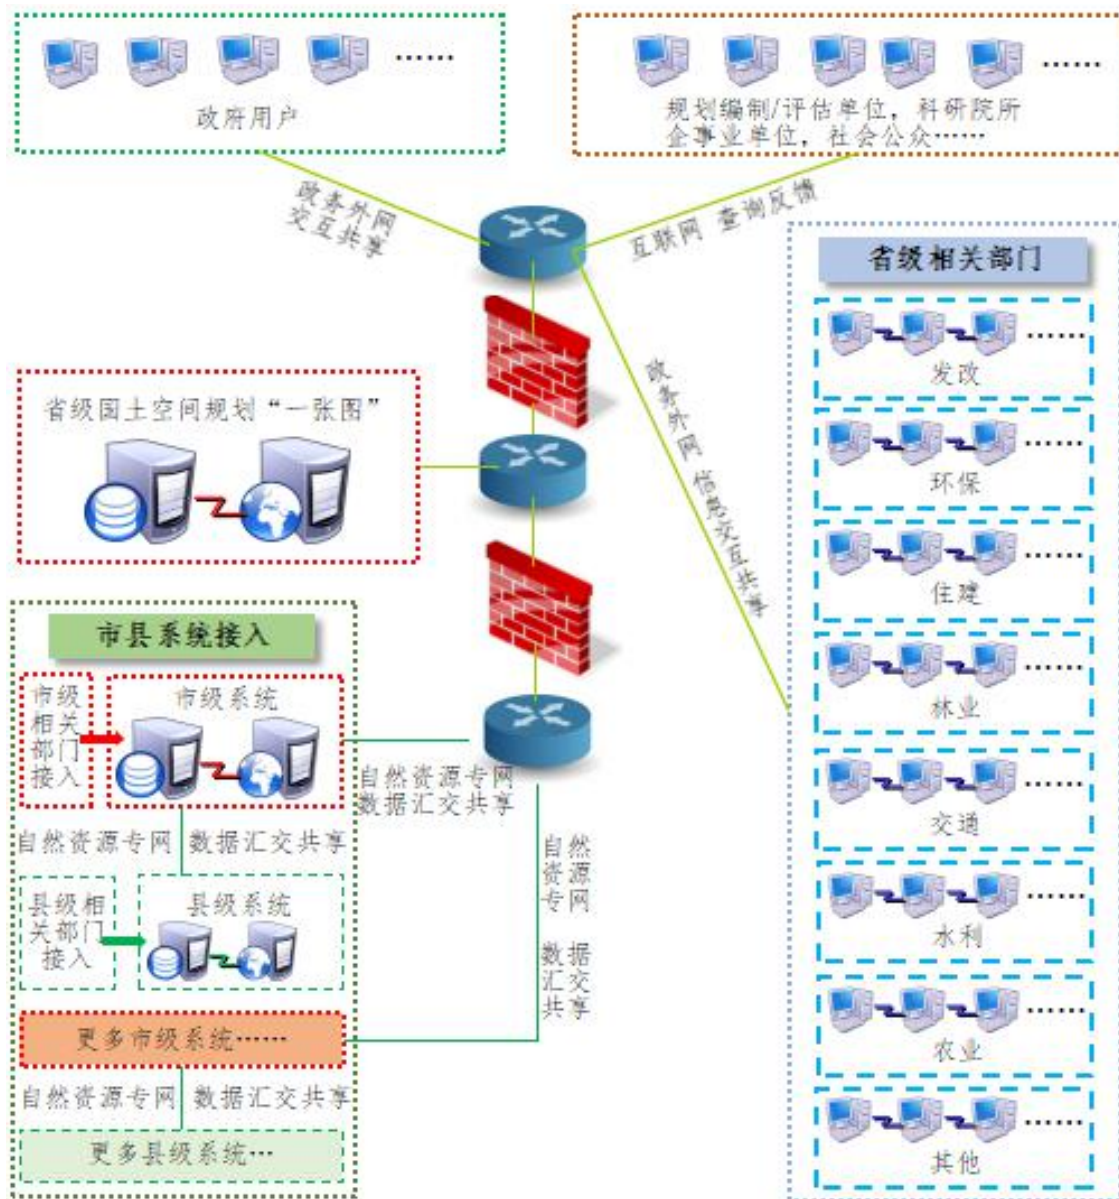 ……
政府用户
……
规划编制/评估单位，科研院所
企事业单位，社会公众……
政务外网
交互共享
互联网 查询反馈
省级相关部门
……
发改
……
环保
……
住建
……
林业
……
交通
……
水利
……
农业
……
其他
政务外网 信息交互共享
省级国土空间规划“一张图”
市县系统接入
市级
相关
部门
接入
市级系统
自然资源专网
数据汇交共享
自然资源专网 数据汇交共享
县级相
关部门
接入
县级系统
自然
资源
专网
数据
汇交
共享
更多市级系统……
自然资源专网 数据汇交共享
更多县级系统…